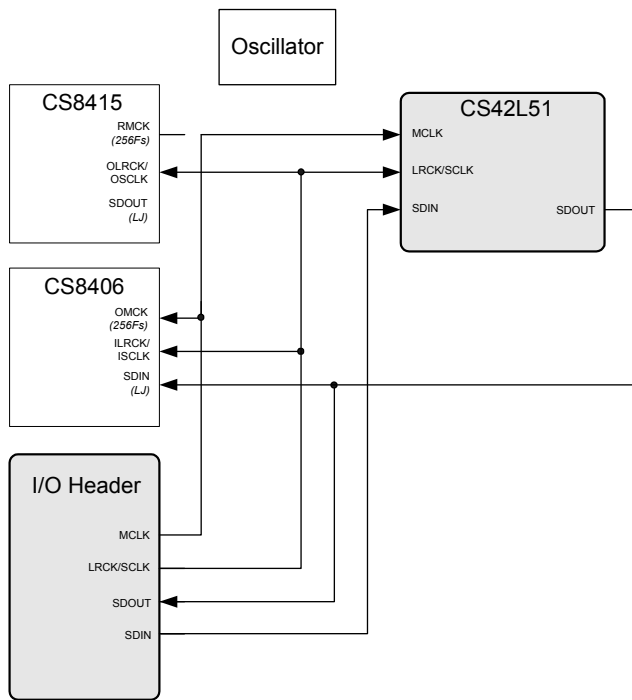 Oscillator
CS8415
RMCK
(256Fs)
OLRCK/
OSCLK
SDOUT
(LJ)
CS42L51
MCLK
LRCK/SCLK
SDIN
SDOUT
CS8406
OMCK
(256Fs)
ILRCK/
ISCLK
SDIN
(LJ)
I/O Header
MCLK
LRCK/SCLK
SDOUT
SDIN